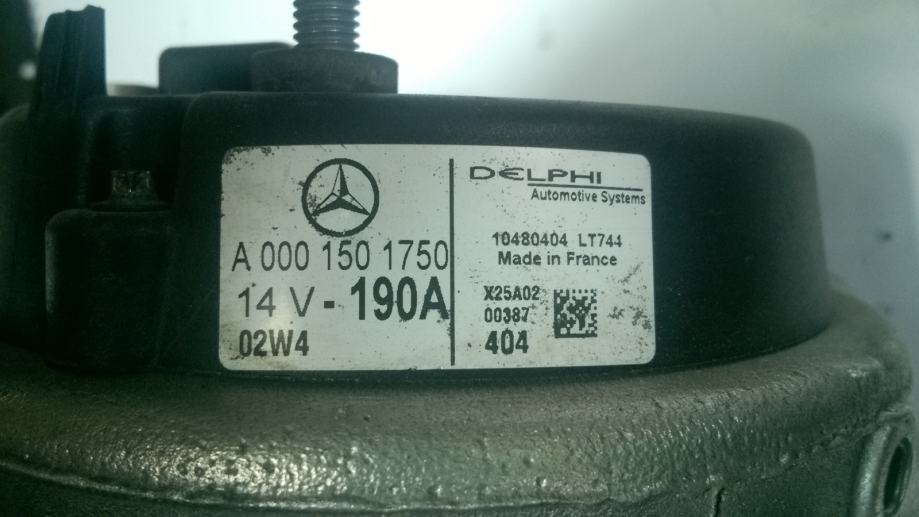 A 000 150 1750
14 V - 190A
02W4
DELPHI
Automotive Systems
10480404 LT744
Made in France
X25A02
00387
404